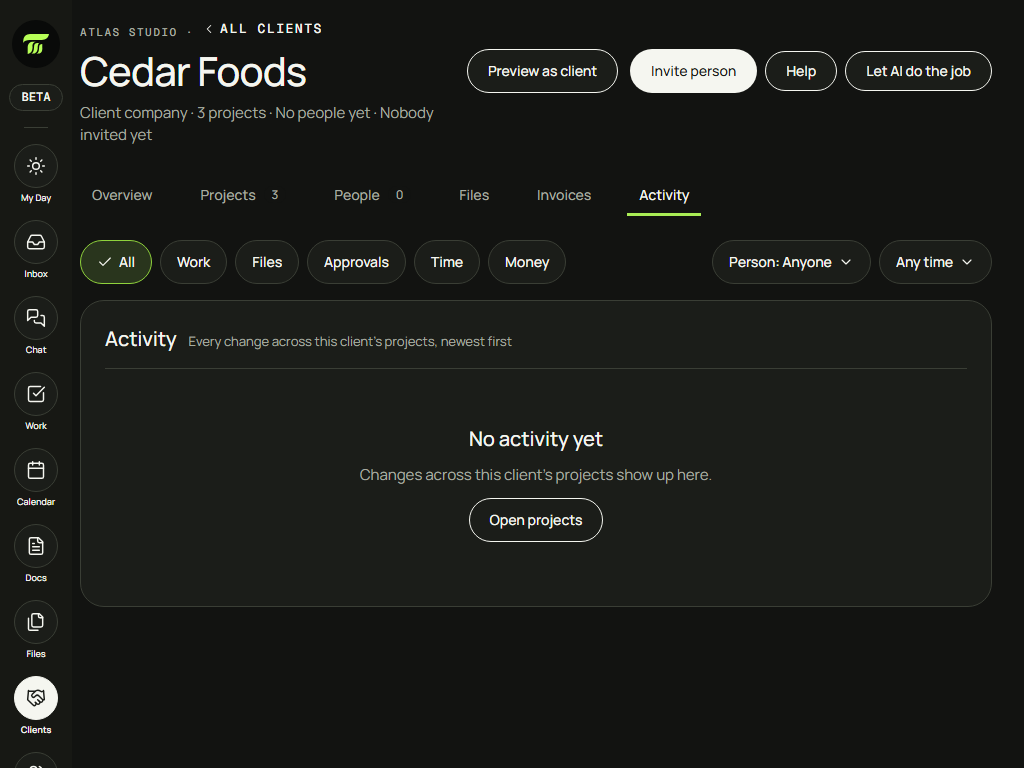 ATLAS STUDIO ·
ALL CLIENTS
Cedar Foods
Client company · 3 projects · No people yet · Nobody
invited yet
Preview as client
Invite person
Help
Let AI do the job
BETA
My Day
Inbox
Chat
Work
Calendar
Docs
Files
Clients
Overview
Projects 3
People 0
Files
Invoices
Activity
All
Work
Files
Approvals
Time
Money
Person: Anyone
Any time
Activity Every change across this client's projects, newest first
No activity yet
Changes across this client's projects show up here.
Open projects